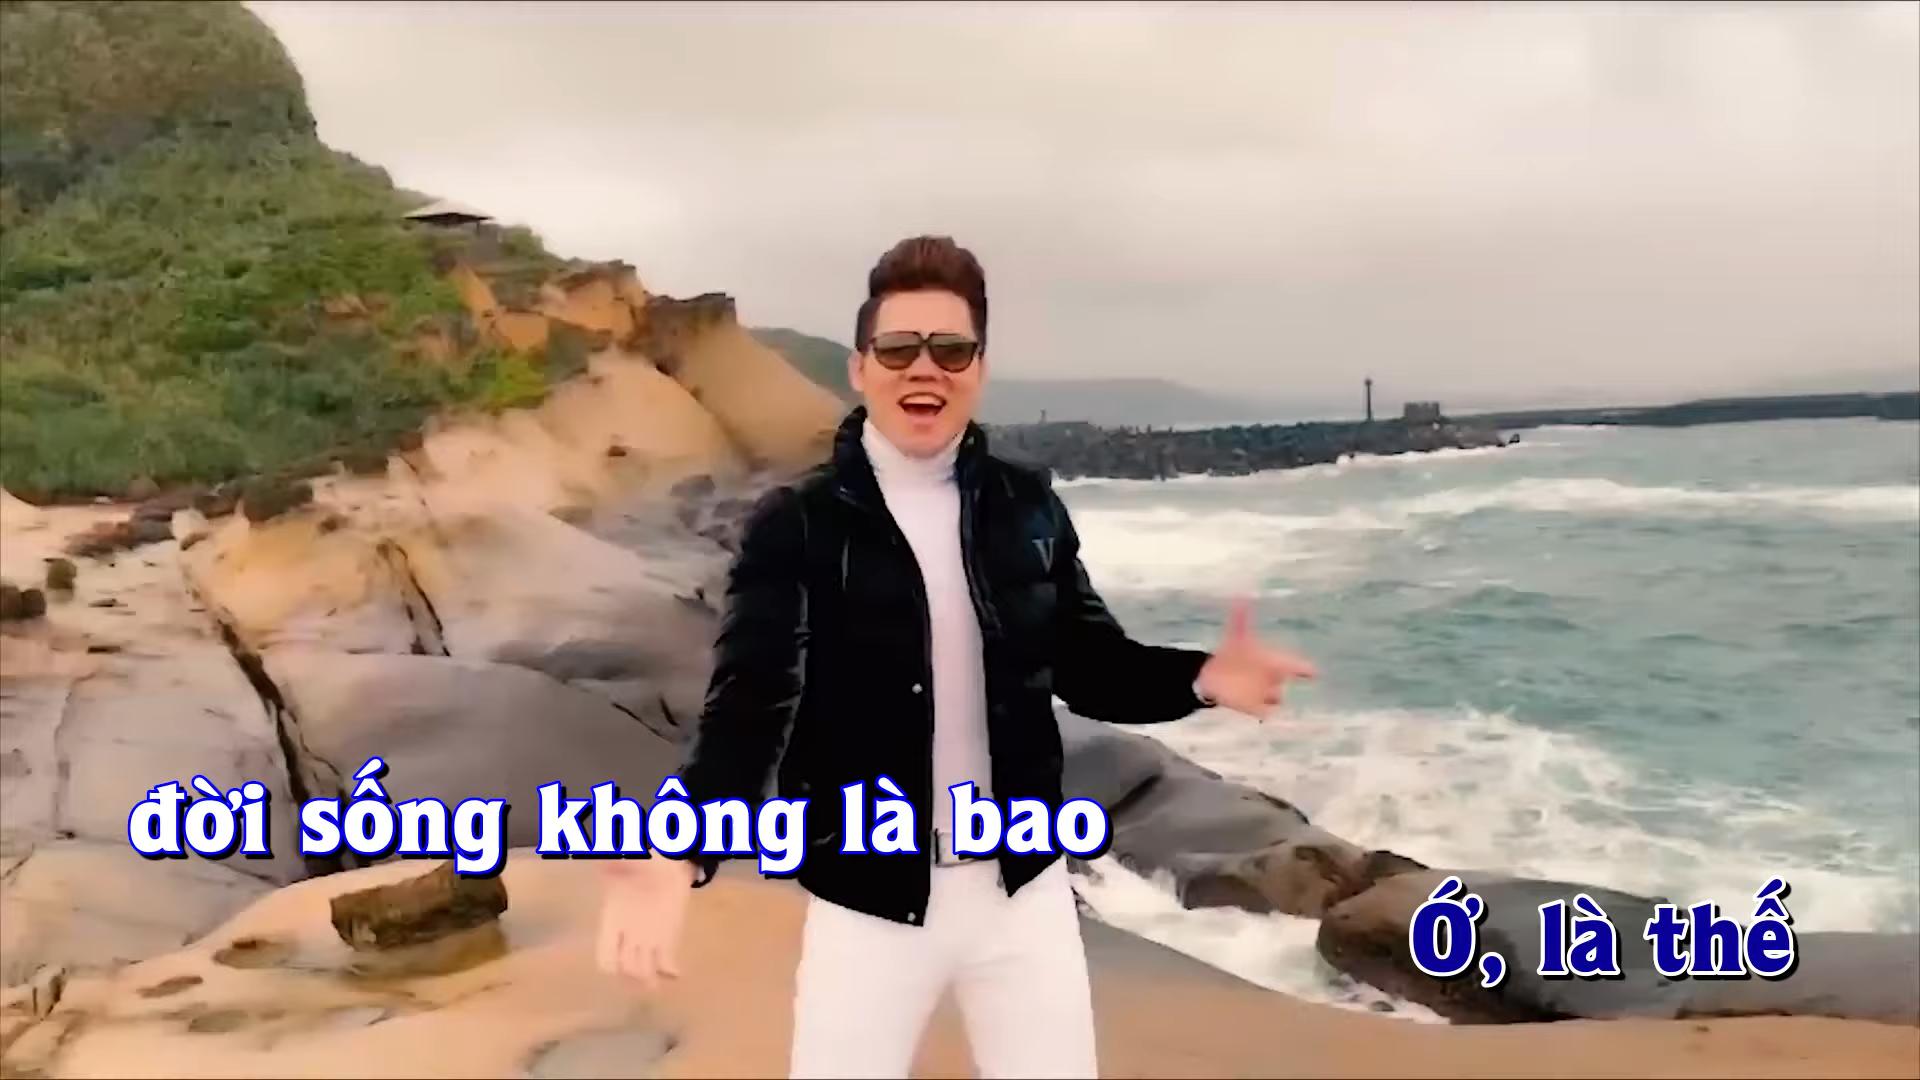 V
đời sống không là bao
Ớ, là thế